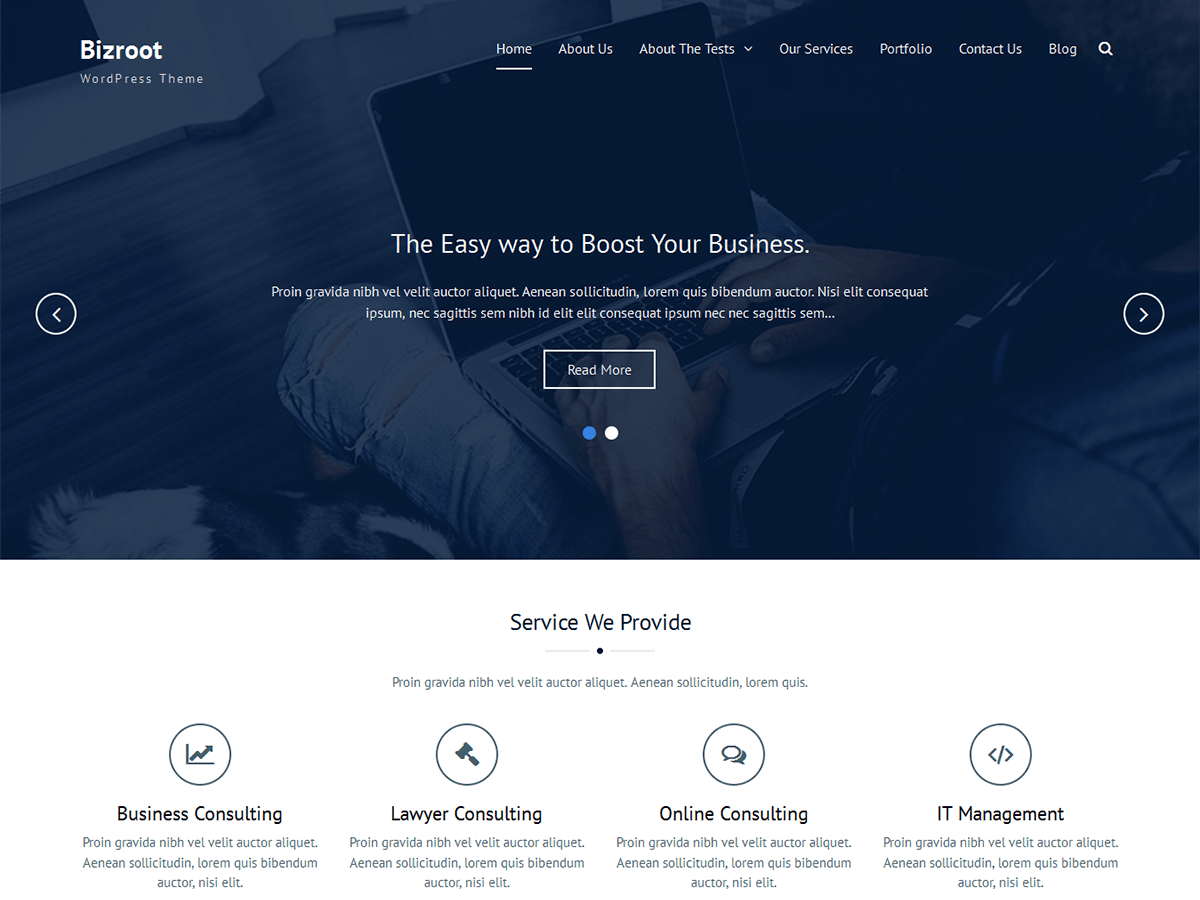 Bizroot
WordPress Theme
Home About Us About The Tests Our Services Portfolio Contact Us Blog
The Easy way to Boost Your Business.
Proin gravida nibh vel velit auctor aliquet. Aenean sollicitudin, lorem quis bibendum auctor. Nisi elit consequat
ipsum, nec sagittis sem nibh id elit elit consequat ipsum nec nec sagittis sem...
Read More
Service We Provide
Proin gravida nibh vel velit auctor aliquet. Aenean sollicitudin, lorem quis.
Business Consulting
Proin gravida nibh vel velit auctor aliquet.
Aenean sollicitudin, lorem quis bibendum
auctor, nisi elit.
Lawyer Consulting
Proin gravida nibh vel velit auctor aliquet.
Aenean sollicitudin, lorem quis bibendum
auctor, nisi elit.
Online Consulting
Proin gravida nibh vel velit auctor aliquet.
Aenean sollicitudin, lorem quis bibendum
auctor, nisi elit.
IT Management
Proin gravida nibh vel velit auctor aliquet.
Aenean sollicitudin, lorem quis bibendum
auctor, nisi elit.